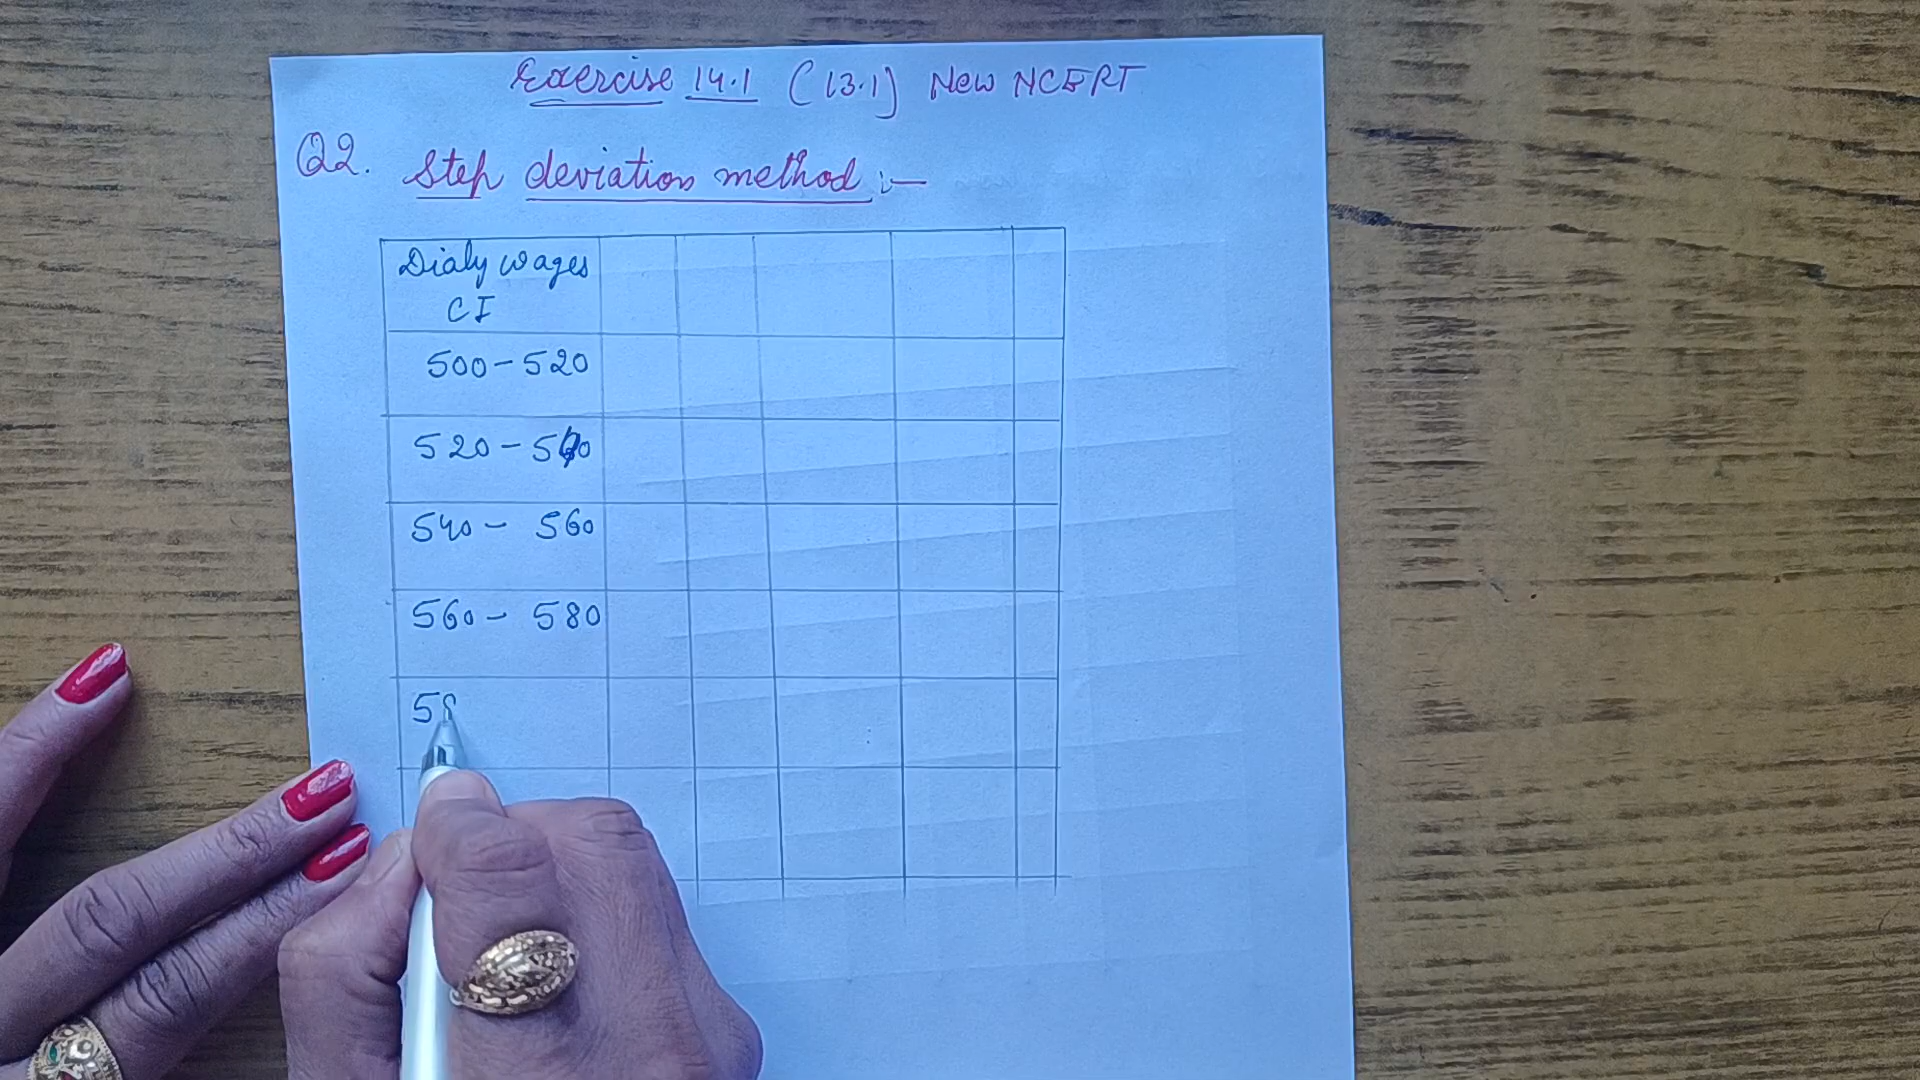 Exercise 14.1 (13.1) New NCERT
Q2. Step deviation method :-
Dialy wages
CI
500-520
520-540
540-560
560-580
58